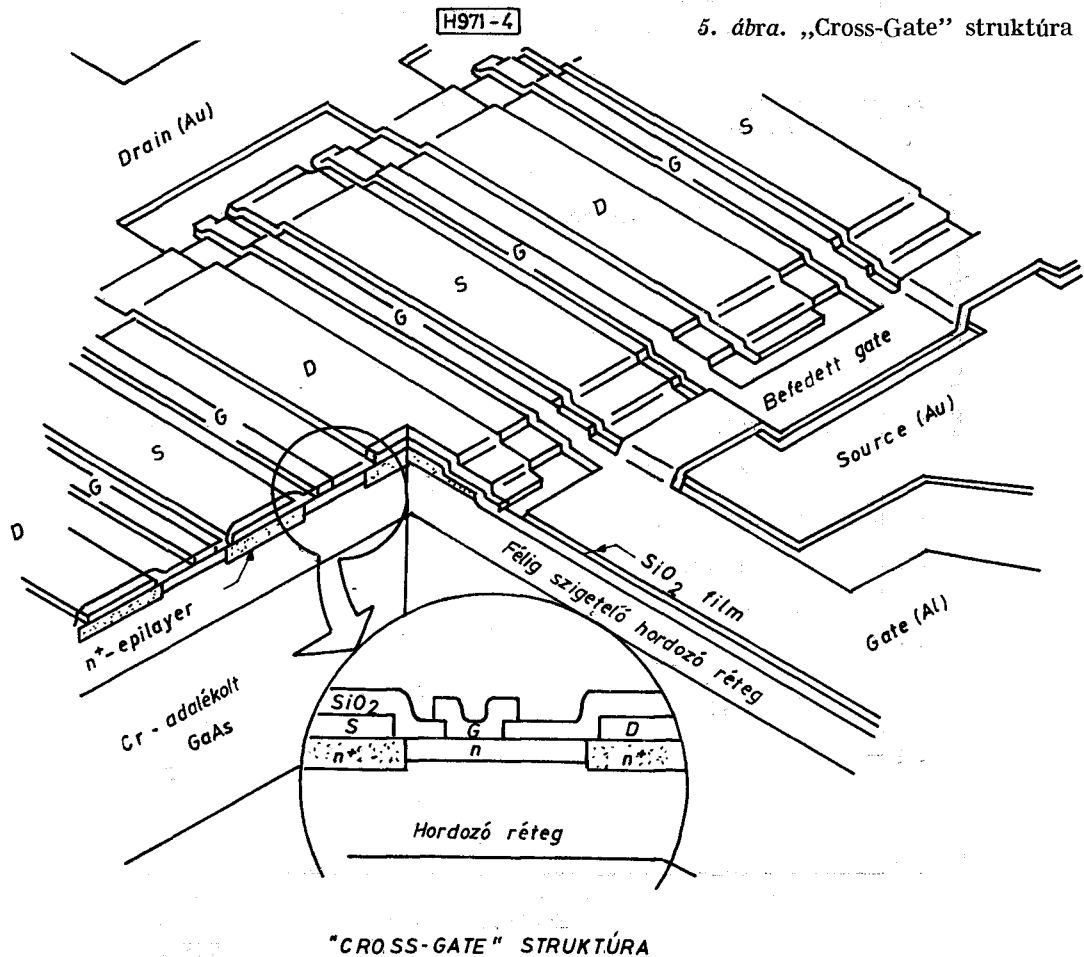 H971-4
5. ábra. „Cross-Gate” struktúra
Drain (Au)
S
G
D
G
S
G
D
G
S
G
D
Befedett gate
Source (Au)
SiO2 film
Gate (Al)
Félig szigetelő hordozó réteg
n+-epilayer
Cr - adalékolt
GaAs
SiO2
S
G
D
n+
n
n+
Hordozó réteg
"CROSS-GATE" STRUKTÚRA